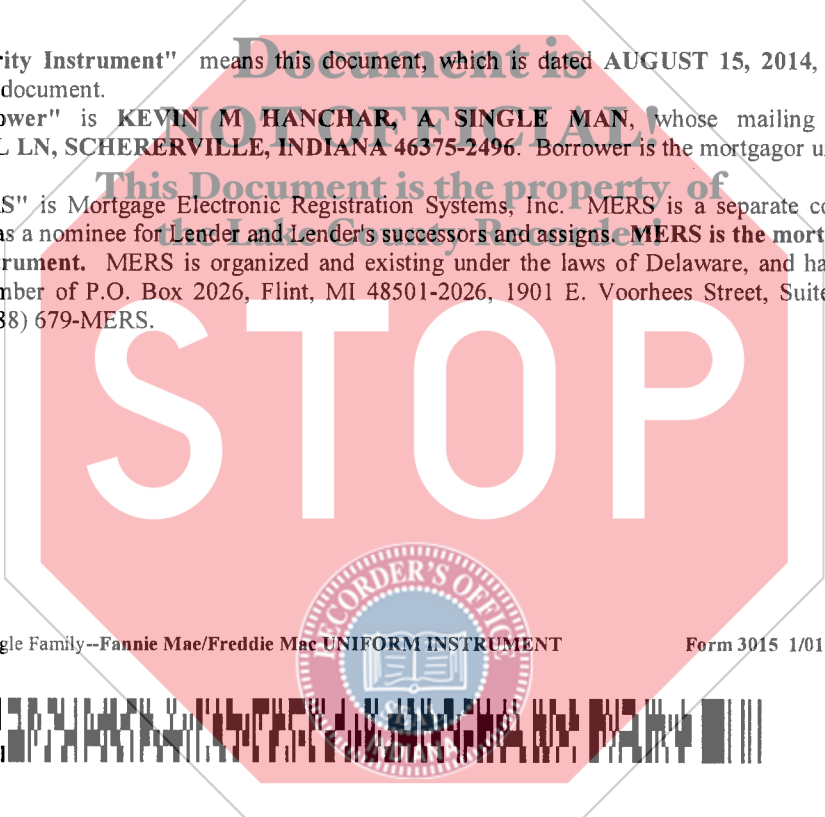 rity Instrument" means this document, which is dated AUGUST 15, 2014,
document.
ower" is KEVIN M HANCHAR, A SINGLE MAN, whose mailing
L LN, SCHERERVILLE, INDIANA 46375-2496. Borrower is the mortgagor u
S" is Mortgage Electronic Registration Systems, Inc. MERS is a separate co
as a nominee for Lender and Lender's successors and assigns. MERS is the mort
trument. MERS is organized and existing under the laws of Delaware, and ha
mber of P.O. Box 2026, Flint, MI 48501-2026, 1901 E. Voorhees Street, Suite
88) 679-MERS.
Document is
NOT OFFICIAL!
This Document is the property of
the Lake County Recorder!
STOP
RECORDER'S OFFICE
SEAL
INDIANA
gle Family--Fannie Mae/Freddie Mac UNIFORM INSTRUMENT Form 3015 1/01